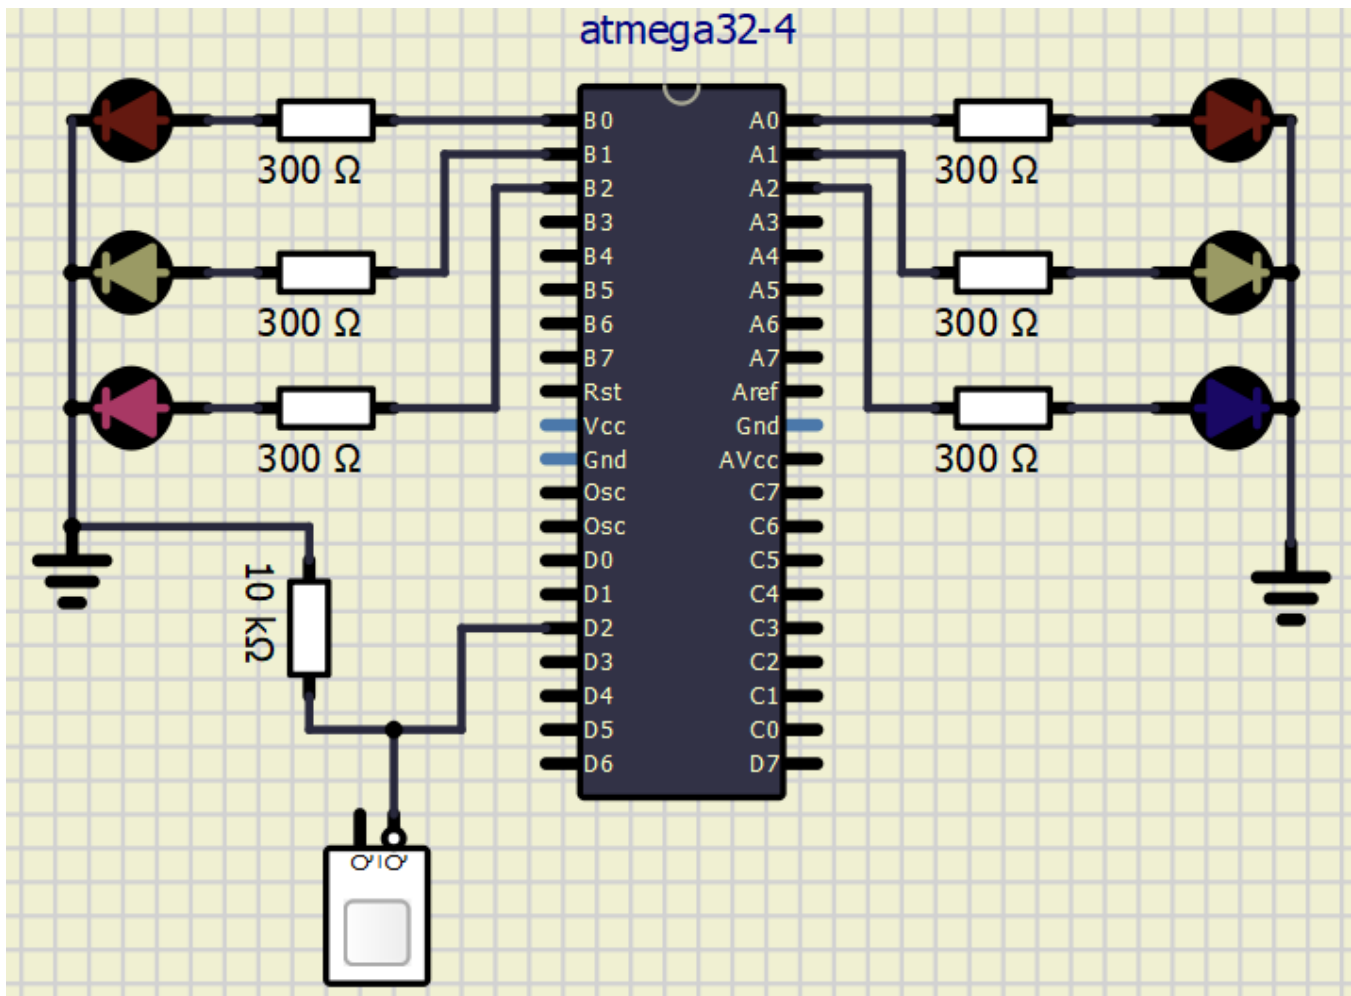 atmega32-4
300 Ω
300 Ω
300 Ω
10 kΩ
B0 A0
B1 A1
B2 A2
B3 A3
B4 A4
B5 A5
B6 A6
B7 A7
Rst Aref
Vcc Gnd
Gnd AVcc
Osc C7
Osc C6
D0 C5
D1 C4
D2 C3
D3 C2
D4 C1
D5 C0
D6 D7
300 Ω
300 Ω
300 Ω